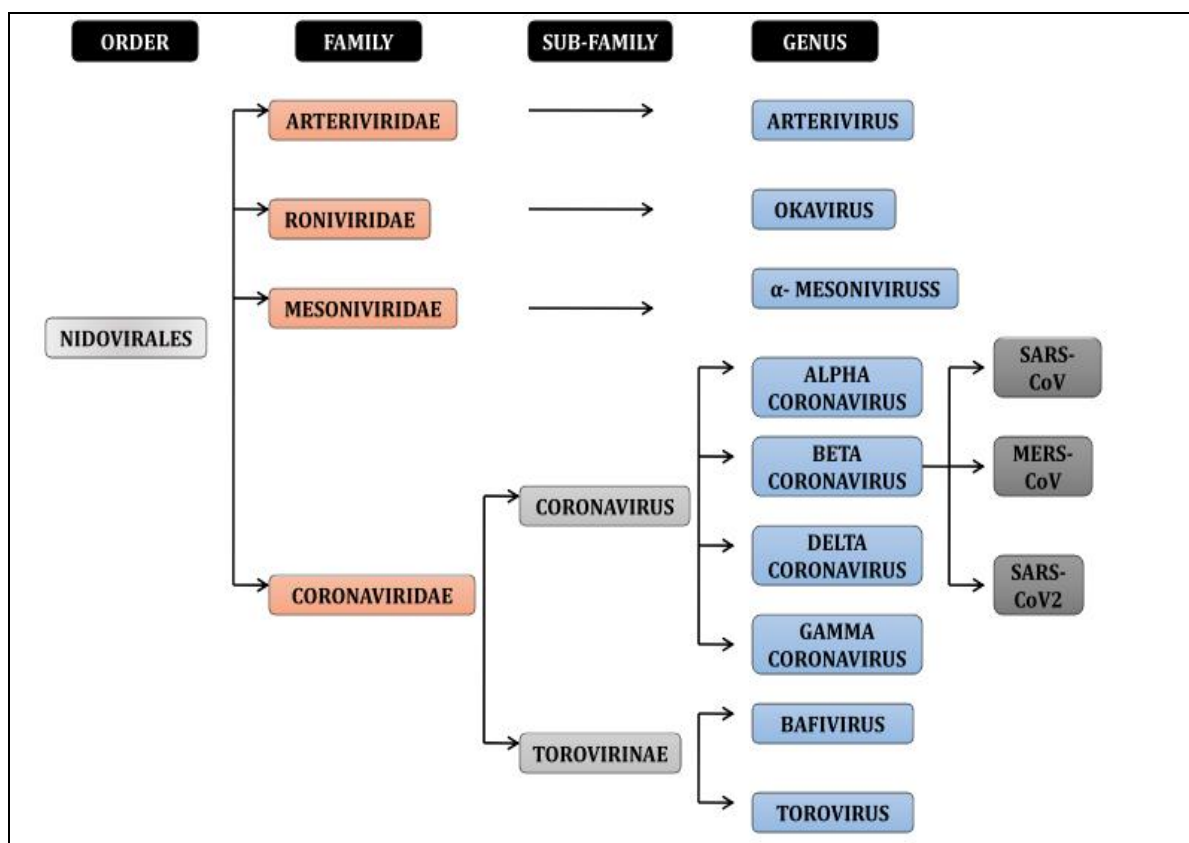 ORDER
FAMILY
SUB-FAMILY
GENUS
ARTERIVIRIDAE
ARTERIVIRUS
RONIVIRIDAE
OKAVIRUS
MESONIVIRIDAE
α- MESONIVIRUSS
NIDOVIRALES
CORONAVIRIDAE
CORONAVIRUS
TOROVIRINAE
ALPHA
CORONAVIRUS
BETA
CORONAVIRUS
DELTA
CORONAVIRUS
GAMMA
CORONAVIRUS
BAFIVIRUS
TOROVIRUS
SARS-
CoV
MERS-
CoV
SARS-
CoV2